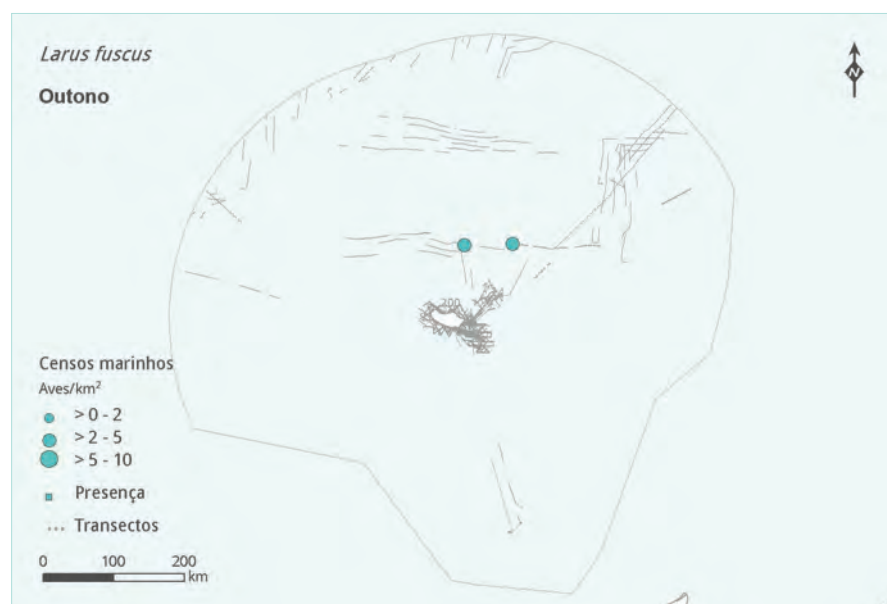 Larus fuscus
Outono
N
200
Censos marinhos
Aves/km²
> 0 - 2
> 2 - 5
> 5 - 10
Presença
Transectos
0 100 200
km